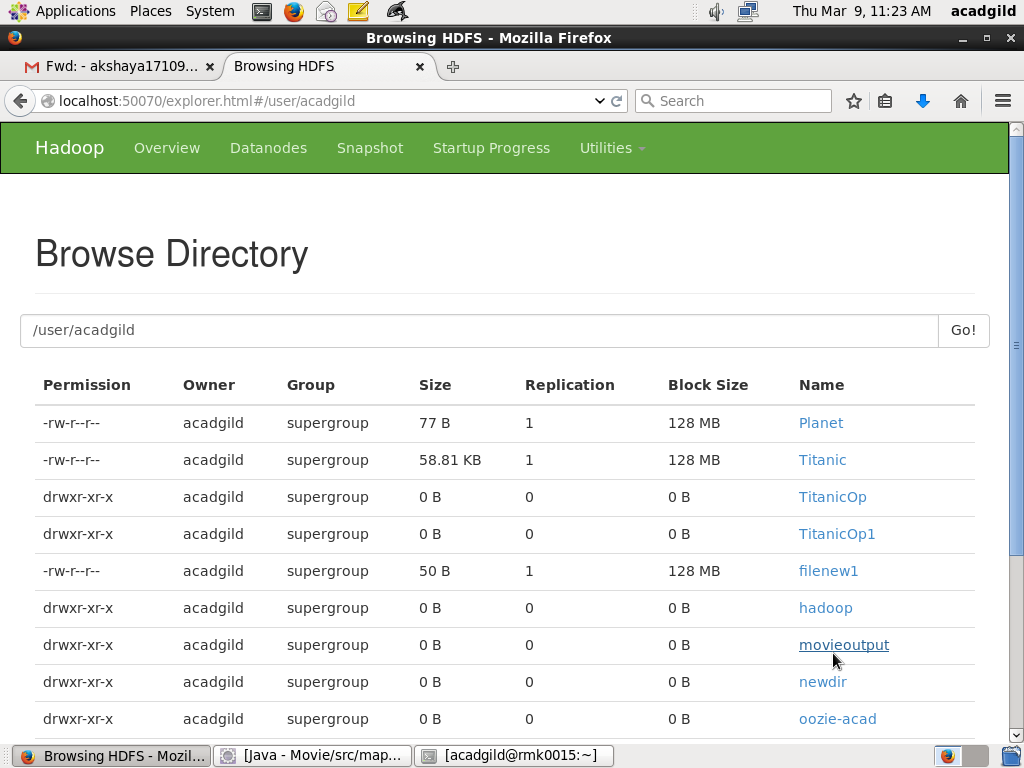 Applications Places System Thu Mar 9, 11:23 AM acadgild
Browsing HDFS - Mozilla Firefox
Fwd: - akshaya17109... Browsing HDFS
localhost:50070/explorer.html#/user/acadgild Search
Hadoop Overview Datanodes Snapshot Startup Progress Utilities
Browse Directory
/user/acadgild Go!
Permission Owner Group Size Replication Block Size Name
-rw-r--r-- acadgild supergroup 77 B 1 128 MB Planet
-rw-r--r-- acadgild supergroup 58.81 KB 1 128 MB Titanic
drwxr-xr-x acadgild supergroup 0 B 0 0 B TitanicOp
drwxr-xr-x acadgild supergroup 0 B 0 0 B TitanicOp1
-rw-r--r-- acadgild supergroup 50 B 1 128 MB filenew1
drwxr-xr-x acadgild supergroup 0 B 0 0 B hadoop
drwxr-xr-x acadgild supergroup 0 B 0 0 B movieoutput
drwxr-xr-x acadgild supergroup 0 B 0 0 B newdir
drwxr-xr-x acadgild supergroup 0 B 0 0 B oozie-acad
Browsing HDFS - Mozil... [Java - Movie/src/map... [acadgild@rmk0015:~]